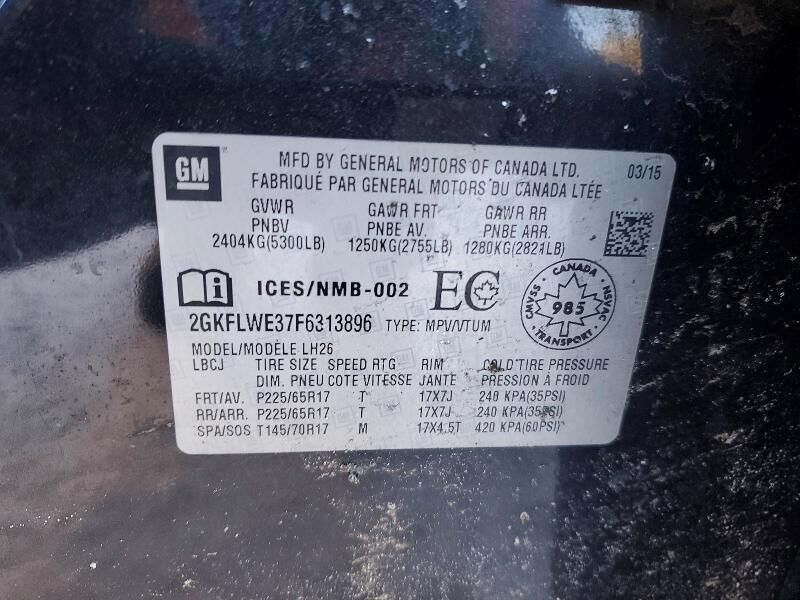 GM
MFD BY GENERAL MOTORS OF CANADA LTD. 03/15
FABRIQUÉ PAR GENERAL MOTORS DU CANADA LTÉE
GVWR GAWR FRT GAWR RR
PNBV PNBE AV. PNBE ARR.
2404KG(5300LB) 1250KG(2755LB) 1280KG(2821LB)
i ICES/NMB-002 EC
CANADA
CMVSS 985 NSVAC
TRANSPORT
2GKFLWE37F6313896 TYPE: MPV/VTUM
MODEL/MODÈLE LH26
LBCJ TIRE SIZE SPEED RTG RIM COLD TIRE PRESSURE
DIM. PNEU COTE VITESSE JANTE PRESSION À FROID
FRT/AV. P225/65R17 T 17X7J 240 KPA(35PSI)
RR/ARR. P225/65R17 T 17X7J 240 KPA(35PSI)
SPA/SOS T145/70R17 M 17X4.5T 420 KPA(60PSI)